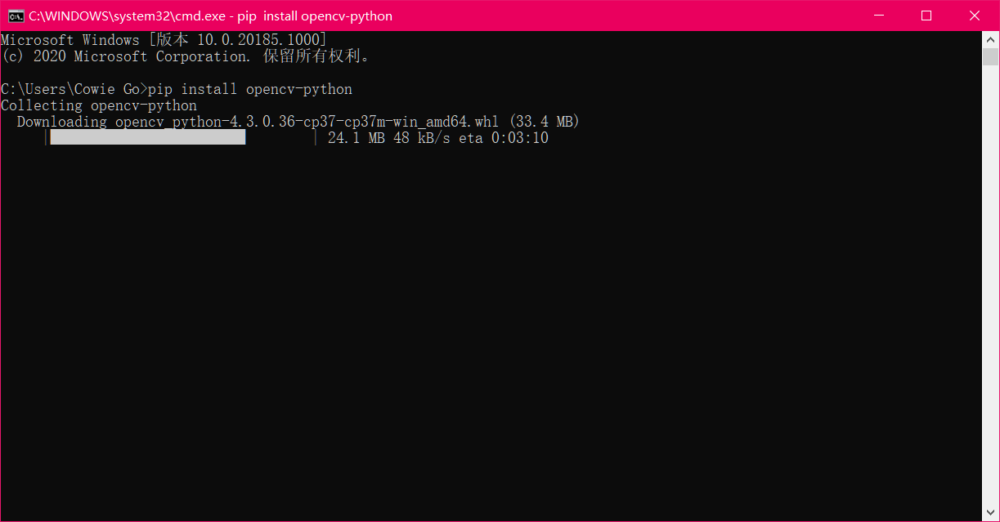 C:\WINDOWS\system32\cmd.exe - pip  install opencv-python
Microsoft Windows [版本 10.0.20185.1000]
(c) 2020 Microsoft Corporation. 保留所有权利。
C:\Users\Cowie Go>pip install opencv-python
Collecting opencv-python
Downloading opencv_python-4.3.0.36-cp37-cp37m-win_amd64.whl (33.4 MB)
| | 24.1 MB 48 kB/s eta 0:03:10